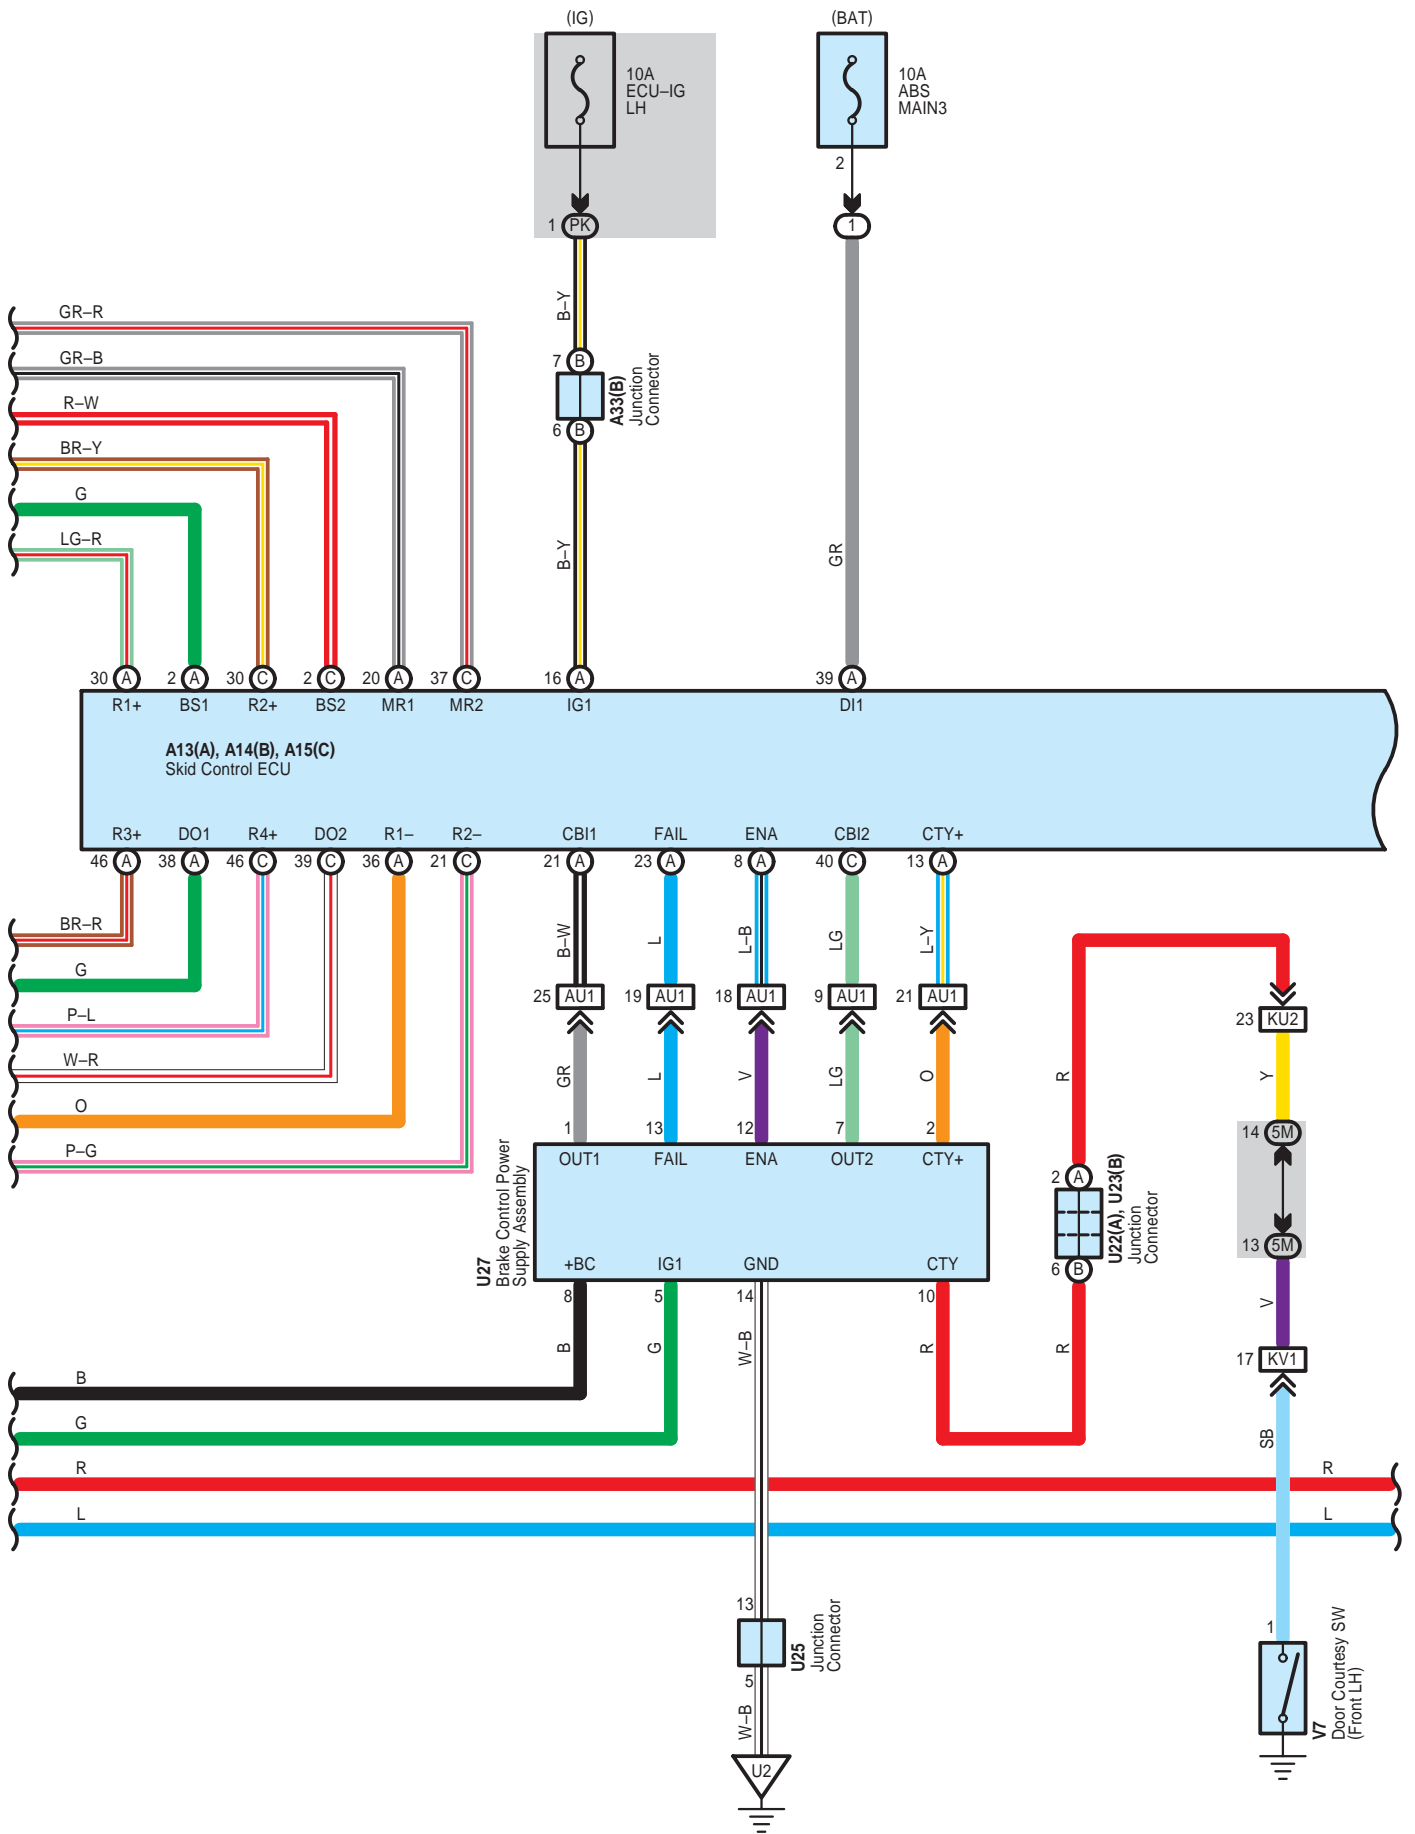 (IG)
(BAT)
10A
ECU–IG
LH
10A
ABS
MAIN3
2
1 PK
1
B–Y
GR–R
GR–B
R–W
BR–Y
G
LG–R
7 B
A33(B)
Junction
Connector
6 B
B–Y
GR
30 A
2 A
30 C
2 C
20 A
37 C
16 A
39 A
R1+
BS1
R2+
BS2
MR1
MR2
IG1
DI1
A13(A), A14(B), A15(C)
Skid Control ECU
R3+
DO1
R4+
DO2
R1–
R2–
CBI1
FAIL
ENA
CBI2
CTY+
46 A
38 A
46 C
39 C
36 A
21 C
21 A
23 A
8 A
40 C
13 A
BR–R
G
P–L
W–R
O
P–G
B–W
L
L–B
LG
L–Y
25 AU1
19 AU1
18 AU1
9 AU1
21 AU1
GR
L
V
LG
O
1
13
12
7
2
OUT1
FAIL
ENA
OUT2
CTY+
U27
Brake Control Power
Supply Assembly
+BC
IG1
GND
CTY
8
5
14
10
B
G
W–B
R
R
R
2 A
U22(A), U23(B)
Junction
Connector
6 B
23 KU2
Y
14 5M
13 5M
V
17 KV1
SB
B
G
R
R
L
L
13
U25
Junction
Connector
5
W–B
U2
1
V7
Door Courtesy SW
(Front LH)